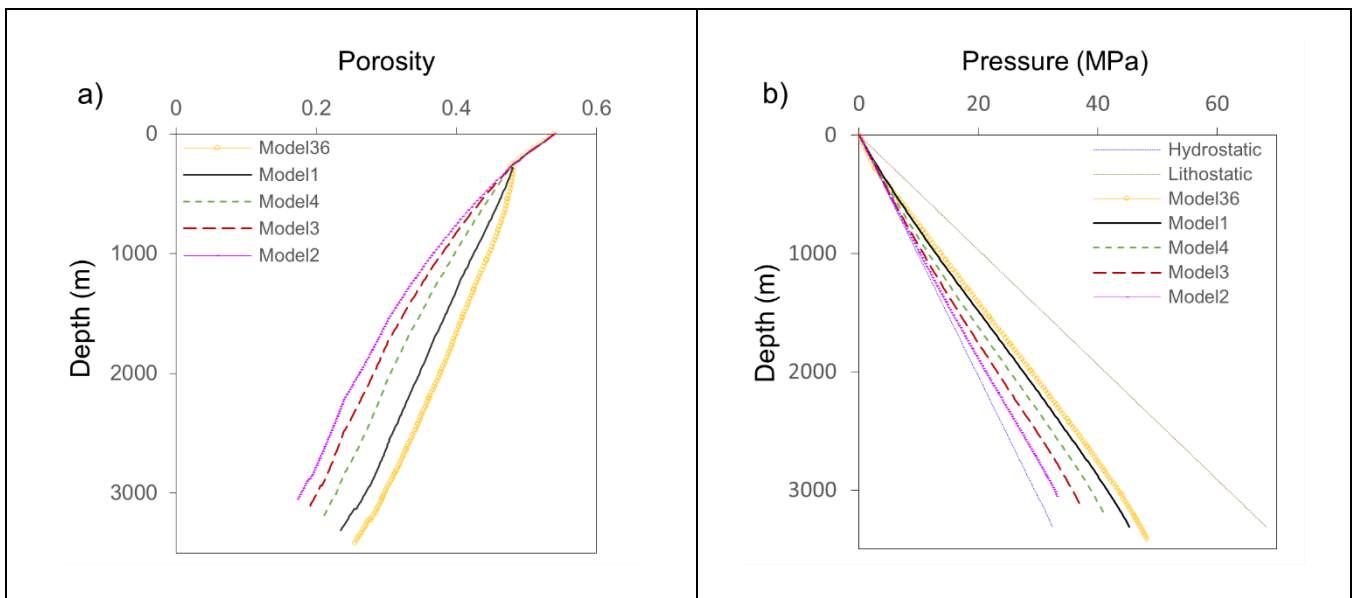 Porosity
a)
0 0.2 0.4 0.6
0
1000
2000
3000
Depth (m)
Model36
Model1
Model4
Model3
Model2
Pressure (MPa)
b)
0 20 40 60
0
1000
2000
3000
Depth (m)
Hydrostatic
Lithostatic
Model36
Model1
Model4
Model3
Model2